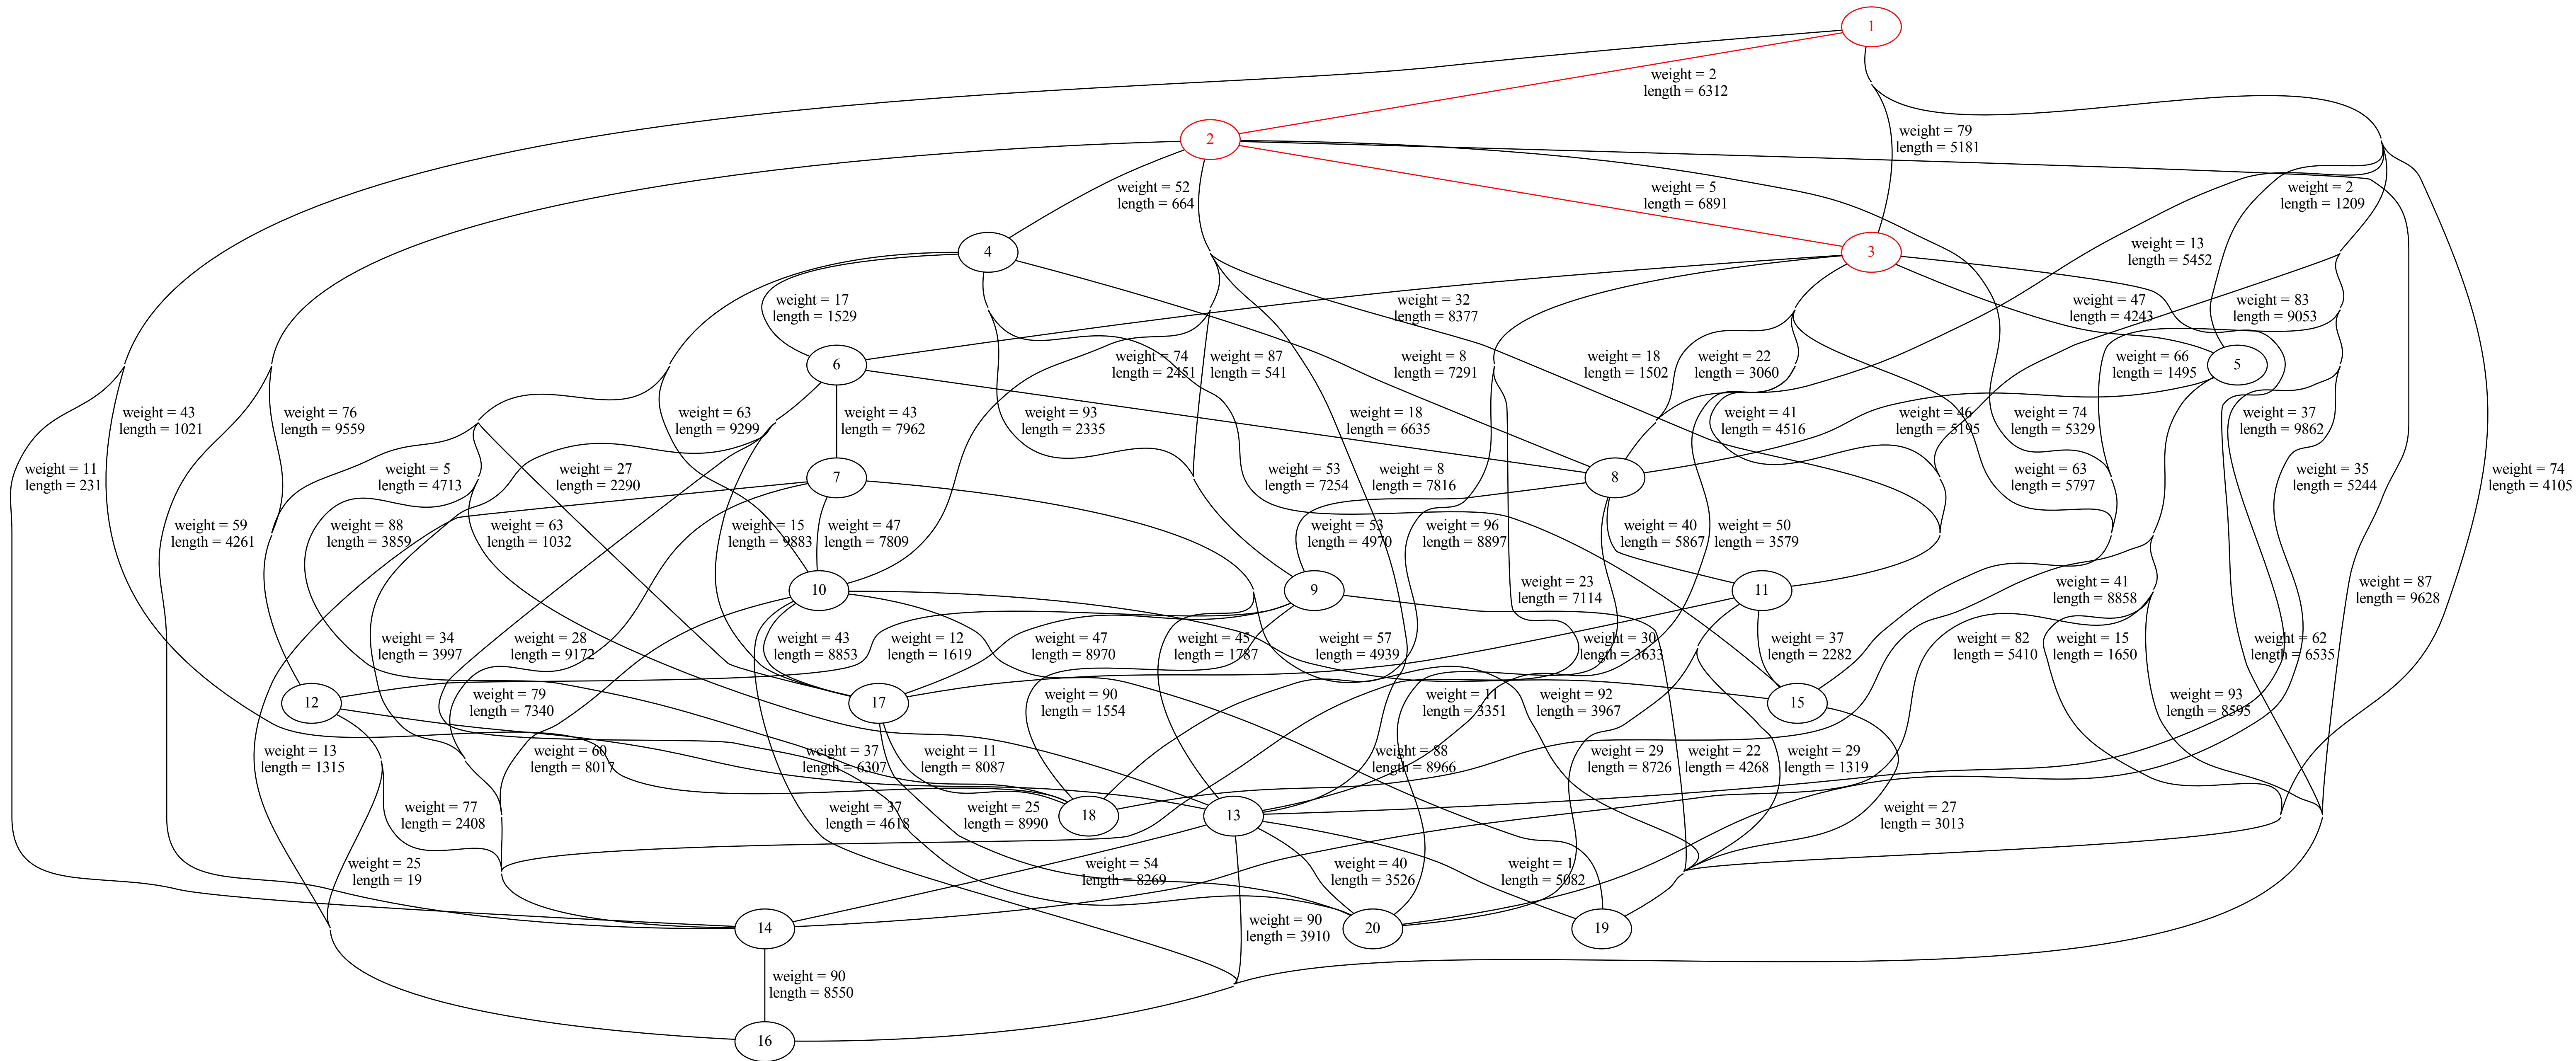 1
weight = 2
length = 6312
weight = 79
length = 5181
2
weight = 52
length = 664
weight = 5
length = 6891
weight = 2
length = 1209
4
3
weight = 13
length = 5452
weight = 17
length = 1529
weight = 32
length = 8377
weight = 47
length = 4243
weight = 83
length = 9053
6
weight = 74
length = 2451
weight = 87
length = 541
weight = 8
length = 7291
weight = 18
length = 1502
weight = 22
length = 3060
weight = 66
length = 1495
5
weight = 43
length = 1021
weight = 76
length = 9559
weight = 63
length = 9299
weight = 43
length = 7962
weight = 93
length = 2335
weight = 18
length = 6635
weight = 41
length = 4516
weight = 46
length = 5195
weight = 74
length = 5329
weight = 37
length = 9862
weight = 11
length = 231
weight = 5
length = 4713
weight = 27
length = 2290
7
weight = 53
length = 7254
weight = 8
length = 7816
8
weight = 63
length = 5797
weight = 35
length = 5244
weight = 74
length = 4105
weight = 59
length = 4261
weight = 88
length = 3859
weight = 63
length = 1032
weight = 15
length = 9883
weight = 47
length = 7809
weight = 53
length = 4970
weight = 96
length = 8897
weight = 40
length = 5867
weight = 50
length = 3579
10
9
weight = 23
length = 7114
11
weight = 41
length = 8858
weight = 87
length = 9628
weight = 34
length = 3997
weight = 28
length = 9172
weight = 43
length = 8853
weight = 12
length = 1619
weight = 47
length = 8970
weight = 45
length = 1787
weight = 57
length = 4939
weight = 30
length = 3633
weight = 37
length = 2282
weight = 82
length = 5410
weight = 15
length = 1650
weight = 62
length = 6535
12
weight = 79
length = 7340
17
weight = 90
length = 1554
weight = 11
length = 3351
weight = 92
length = 3967
15
weight = 93
length = 8595
weight = 13
length = 1315
weight = 60
length = 8017
weight = 37
length = 6307
weight = 11
length = 8087
weight = 88
length = 8966
weight = 29
length = 8726
weight = 22
length = 4268
weight = 29
length = 1319
weight = 77
length = 2408
weight = 37
length = 4618
weight = 25
length = 8990
18
13
weight = 27
length = 3013
weight = 25
length = 19
weight = 54
length = 8269
weight = 40
length = 3526
weight = 1
length = 5082
14
weight = 90
length = 3910
20
19
weight = 90
length = 8550
16